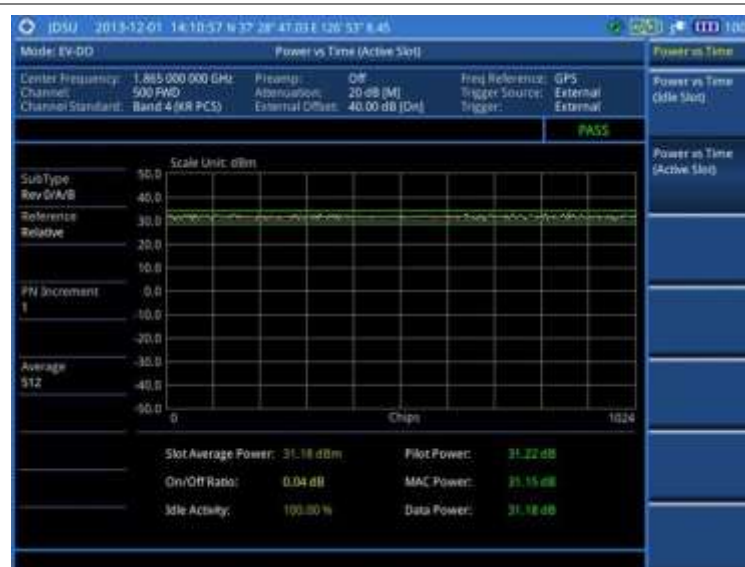 JDSU 2013-12-01 14:10:57 N 37° 28" 47.03 E 126° 53" 8.45 100
Mode: EV-DO Power vs Time (Active Slot) Power vs Time
Center Frequency: 1.865 000 000 GHz Preamp: Off Freq Reference: GPS
Channel: 500 FWD Attenuation: 20 dB [M] Trigger Source: External
Channel Standard: Band 4 (KR PCS) External Offset: 40.00 dB [On] Trigger: External
Power vs Time
(Idle Slot)
PASS
Power vs Time
(Active Slot)
Scale Unit: dBm
SubType
Rev 0/A/B
Reference
Relative
PN Increment
1
Average
512
50.0
40.0
30.0
20.0
10.0
0.0
-10.0
-20.0
-30.0
-40.0
-50.0
0 Chips 1024
Slot Average Power: 31.18 dBm Pilot Power: 31.22 dB
On/Off Ratio: 0.04 dB MAC Power: 31.15 dB
Idle Activity: 100.00 % Data Power: 31.18 dB